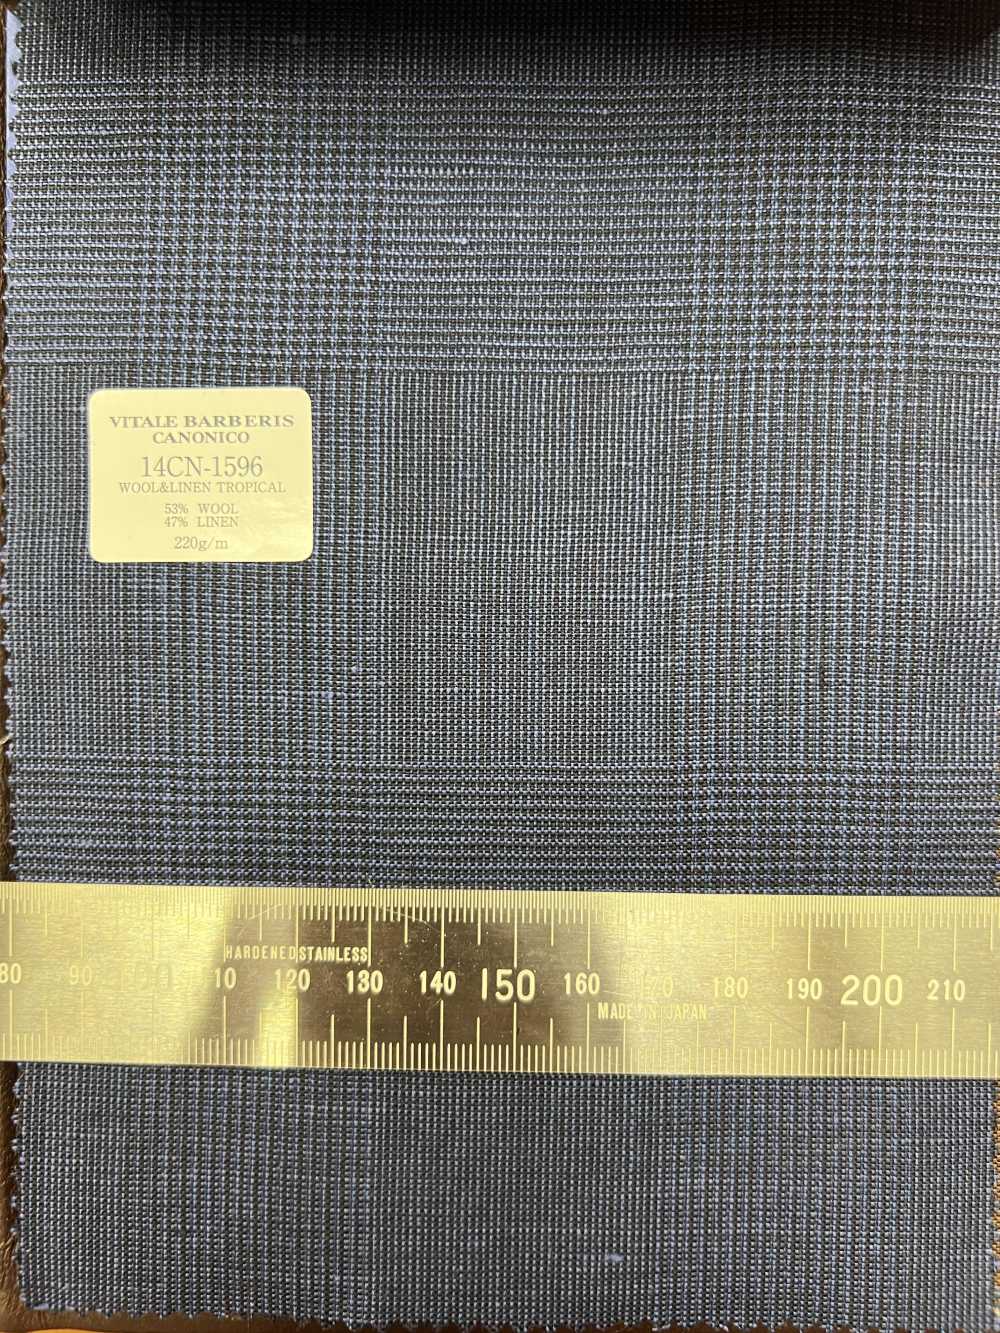 VITALE BARBERIS
CANONICO
14CN-1596
WOOL&LINEN TROPICAL
53% WOOL
47% LINEN
220g/m
HARDENED STAINLESS
80 90 10 120 130 140 150 160 170 180 190 200 210
MADE IN JAPAN